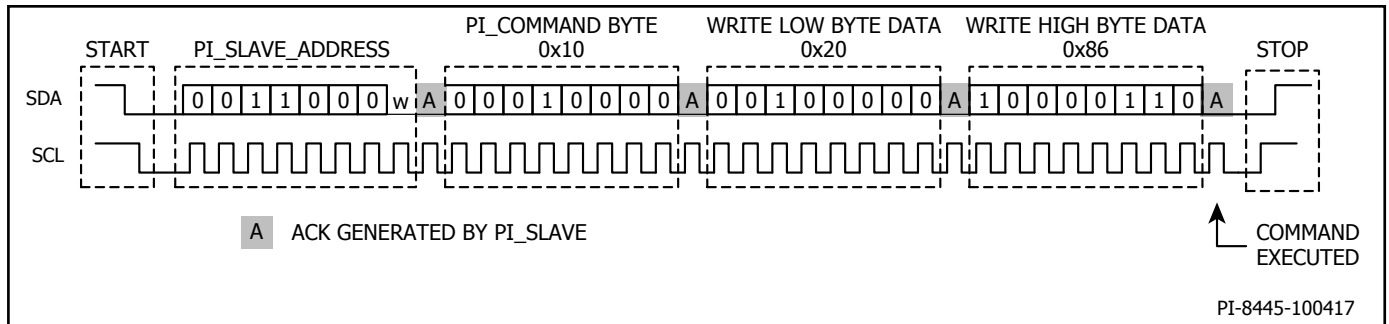 START PI_SLAVE_ADDRESS PI_COMMAND BYTE WRITE LOW BYTE DATA WRITE HIGH BYTE DATA STOP
0x10 0x20 0x86
SDA 0 0 1 1 0 0 0 w A 0 0 0 1 0 0 0 0 A 0 0 1 0 0 0 0 0 A 1 0 0 0 0 1 1 0 A
SCL
A ACK GENERATED BY PI_SLAVE
COMMAND
EXECUTED
PI-8445-100417